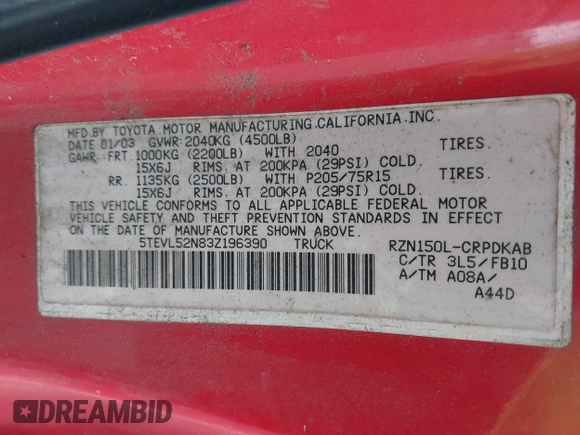 MFD.BY TOYOTA MOTOR MANUFACTURING.CALIFORNIA.INC.
DATE 01/03 GVWR:2040KG (4500LB)
GAWR: FRT. 1000KG (2200LB) WITH 2040 TIRES.
15X6J RIMS. AT 200KPA (29PSI) COLD.
RR. 1135KG (2500LB) WITH P205/75R15 TIRES.
15X6J RIMS. AT 200KPA (29PSI) COLD.
THIS VEHICLE CONFORMS TO ALL APPLICABLE FEDERAL MOTOR
VEHICLE SAFETY AND THEFT PREVENTION STANDARDS IN EFFECT
ON THE DATE OF MANUFACTURE SHOWN ABOVE.
5TEVL52N83Z196390 TRUCK RZN150L-CRPDKAB
C/TR 3L5/FB10
A/TM A08A/
A44D
DREAMBID